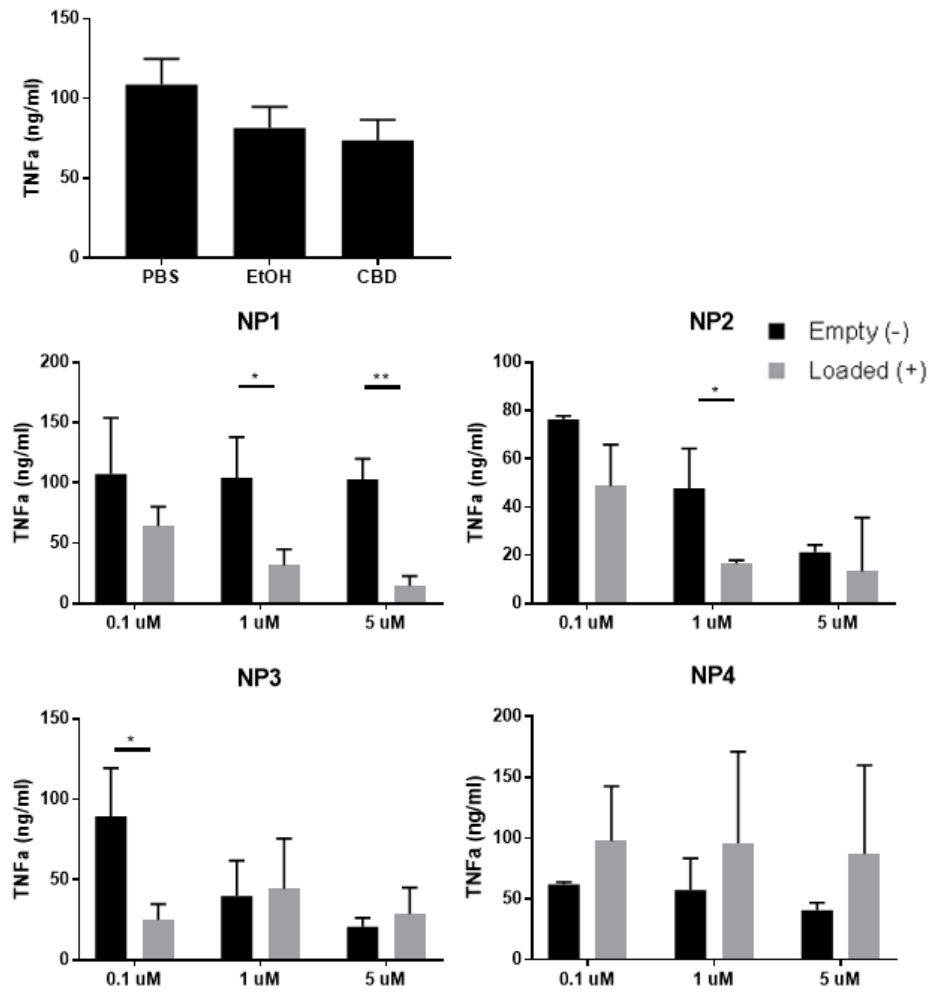 150
100
50
0
TNFa (ng/ml)
PBS EtOH CBD
NP1
200
150
100
50
0
TNFa (ng/ml)
* **
0.1 uM 1 uM 5 uM
NP2
Empty (-)
Loaded (+)
100
80
60
40
20
0
TNFa (ng/ml)
*
0.1 uM 1 uM 5 uM
NP3
150
100
50
0
TNFa (ng/ml)
*
0.1 uM 1 uM 5 uM
NP4
200
150
100
50
0
TNFa (ng/ml)
0.1 uM 1 uM 5 uM